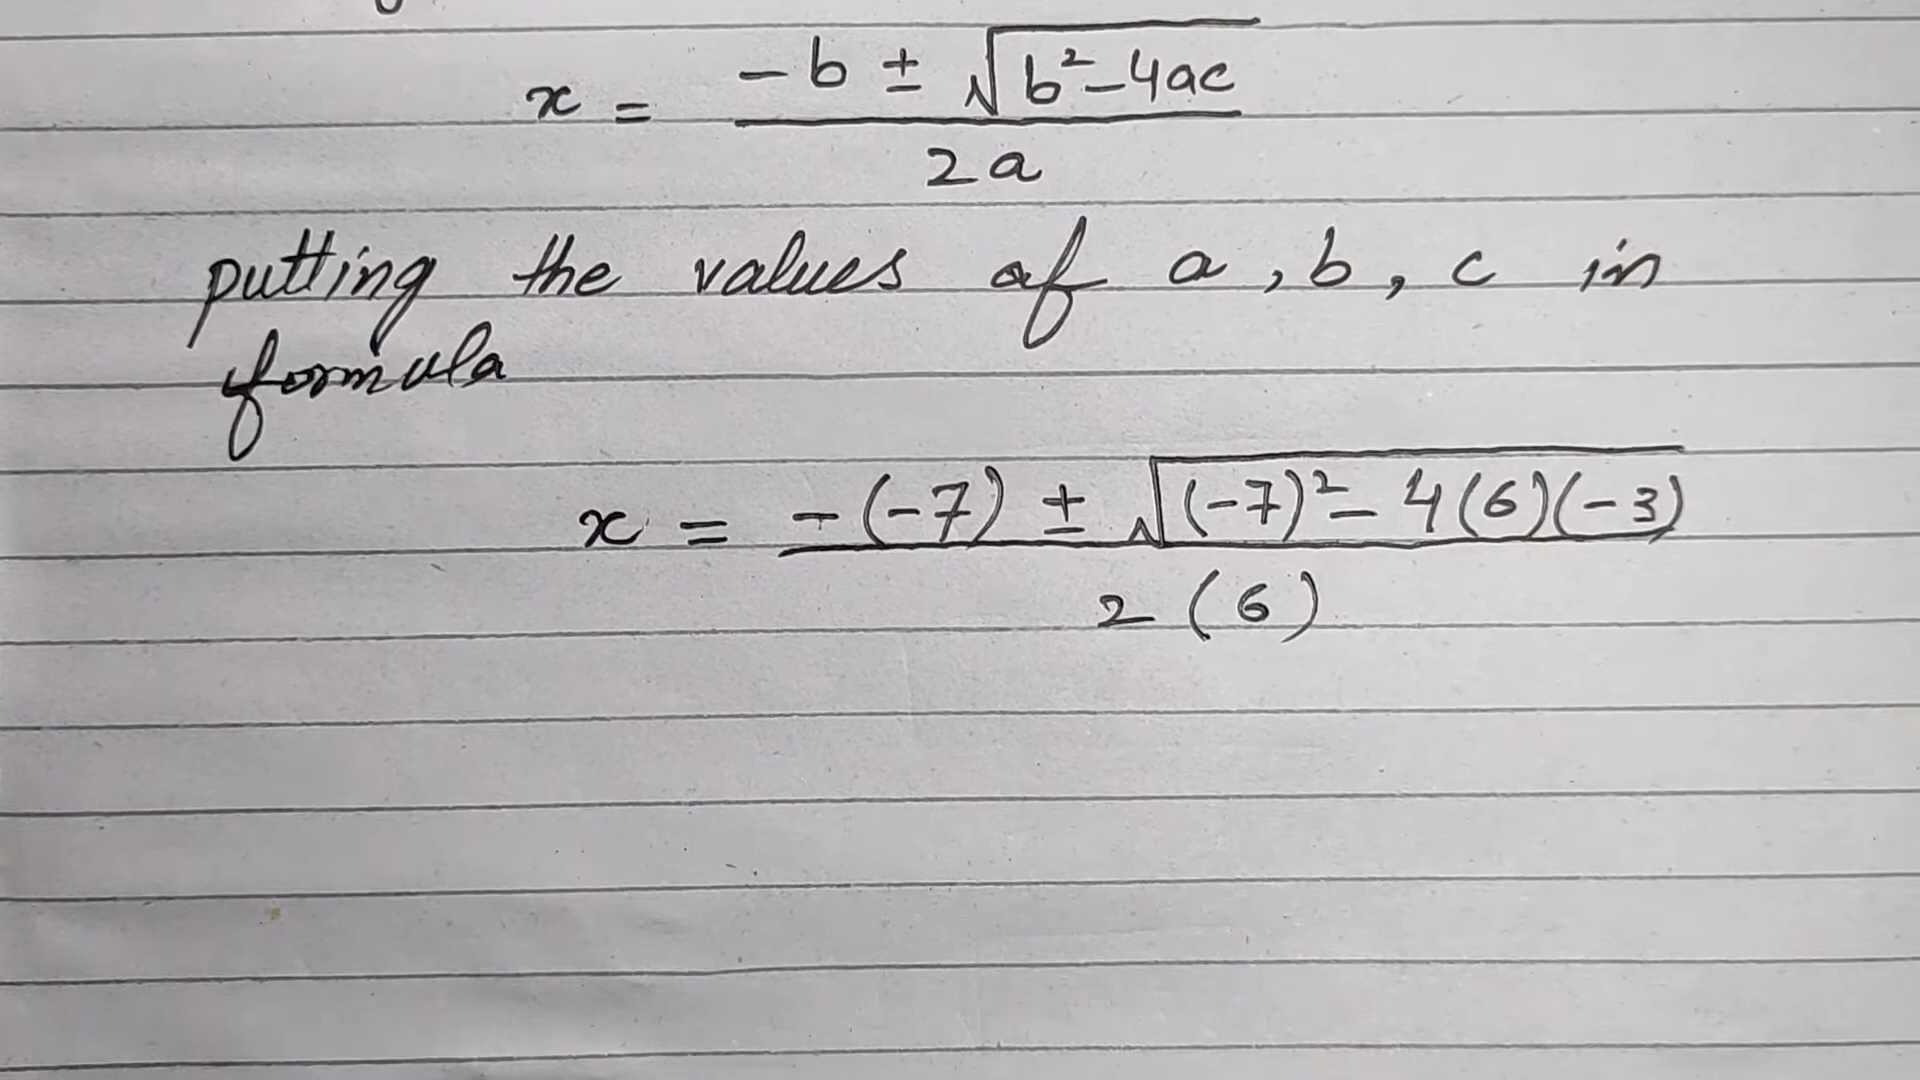 x = -b ± √b²-4ac / 2a
putting the values of a, b, c in
formula
x = -(-7) ± √(-7)²-4(6)(-3) / 2(6)